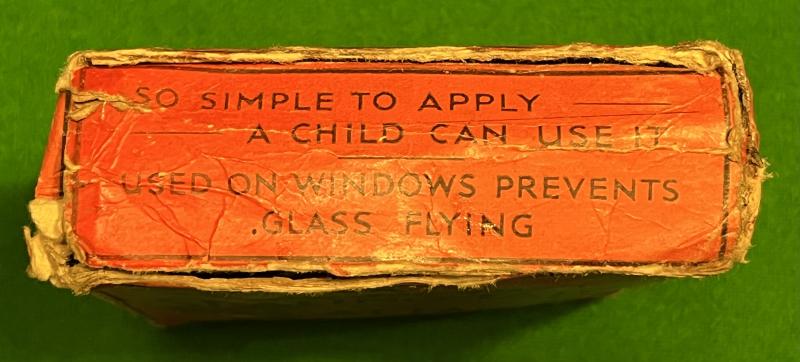 SO SIMPLE TO APPLY
A CHILD CAN USE IT
USED ON WINDOWS PREVENTS
GLASS FLYING